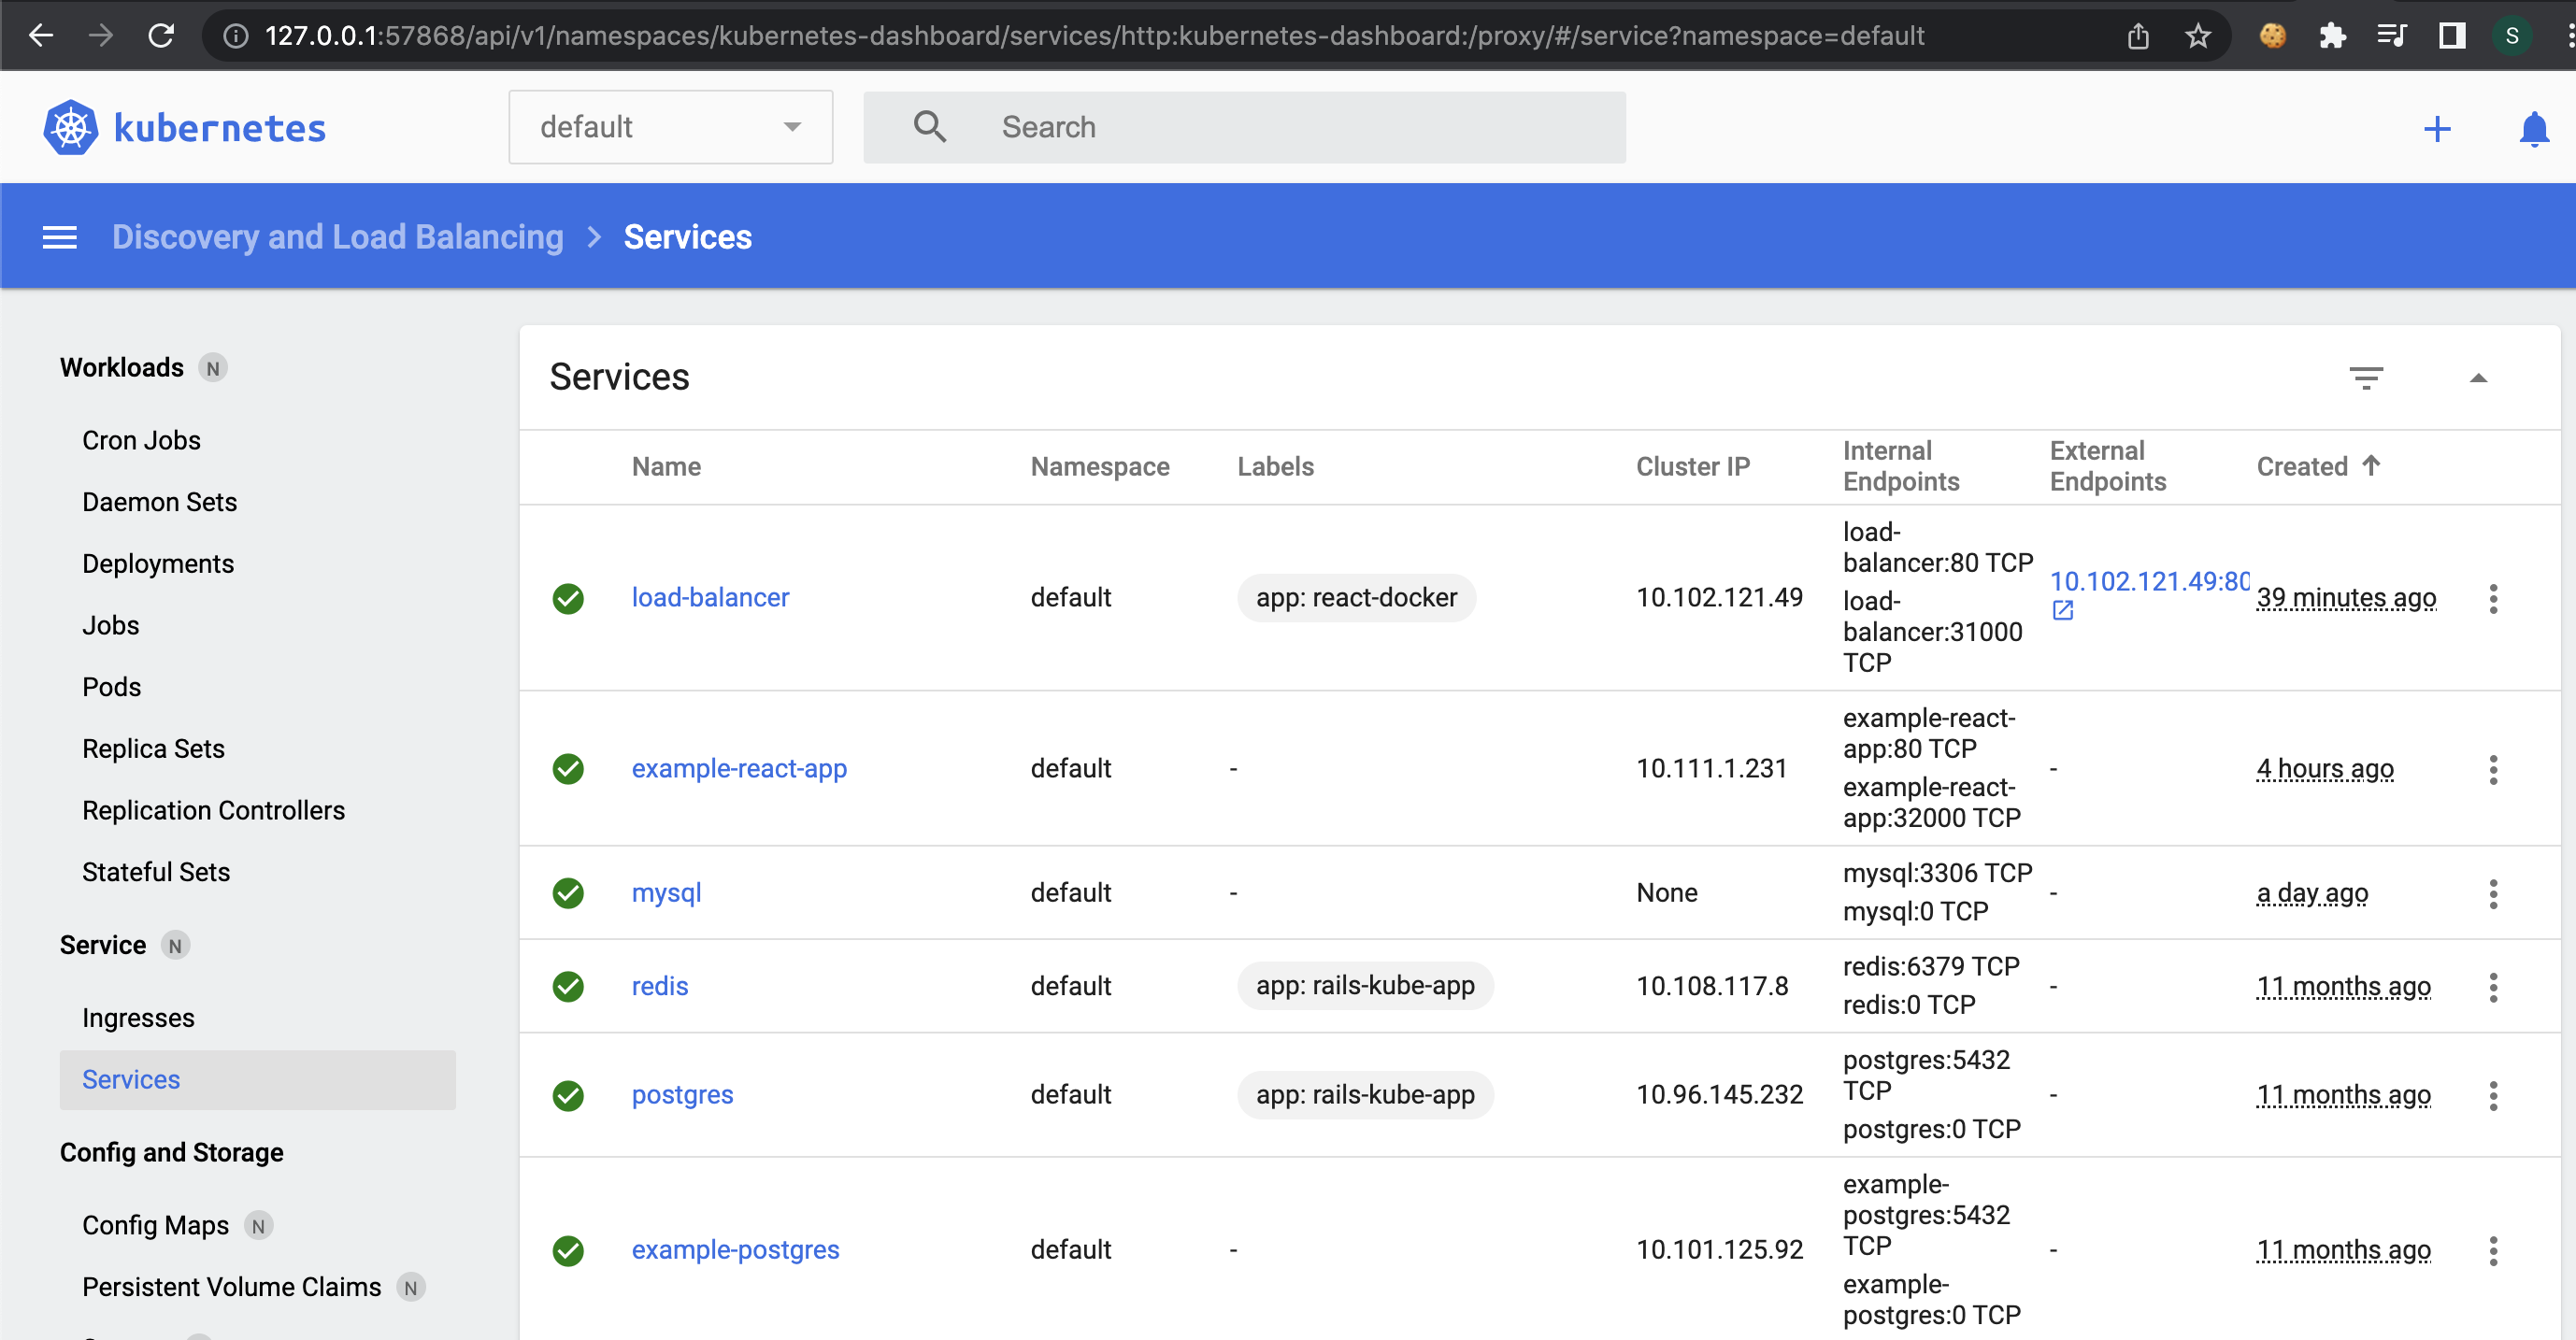 127.0.0.1:57868/api/v1/namespaces/kubernetes-dashboard/services/http:kubernetes-dashboard:/proxy/#/service?namespace=default
S
kubernetes
default
Search
Discovery and Load Balancing > Services
Workloads N
Cron Jobs
Daemon Sets
Deployments
Jobs
Pods
Replica Sets
Replication Controllers
Stateful Sets
Service N
Ingresses
Services
Config and Storage
Config Maps N
Persistent Volume Claims N
Services
Name Namespace Labels Cluster IP Internal Endpoints External Endpoints Created
load-balancer default app: react-docker 10.102.121.49 load-balancer:80 TCP load-balancer:31000 TCP 10.102.121.49:80 39 minutes ago
example-react-app default - 10.111.1.231 example-react-app:80 TCP example-react-app:32000 TCP - 4 hours ago
mysql default - None mysql:3306 TCP mysql:0 TCP - a day ago
redis default app: rails-kube-app 10.108.117.8 redis:6379 TCP redis:0 TCP - 11 months ago
postgres default app: rails-kube-app 10.96.145.232 postgres:5432 TCP postgres:0 TCP - 11 months ago
example-postgres default - 10.101.125.92 example-postgres:5432 TCP example-postgres:0 TCP - 11 months ago